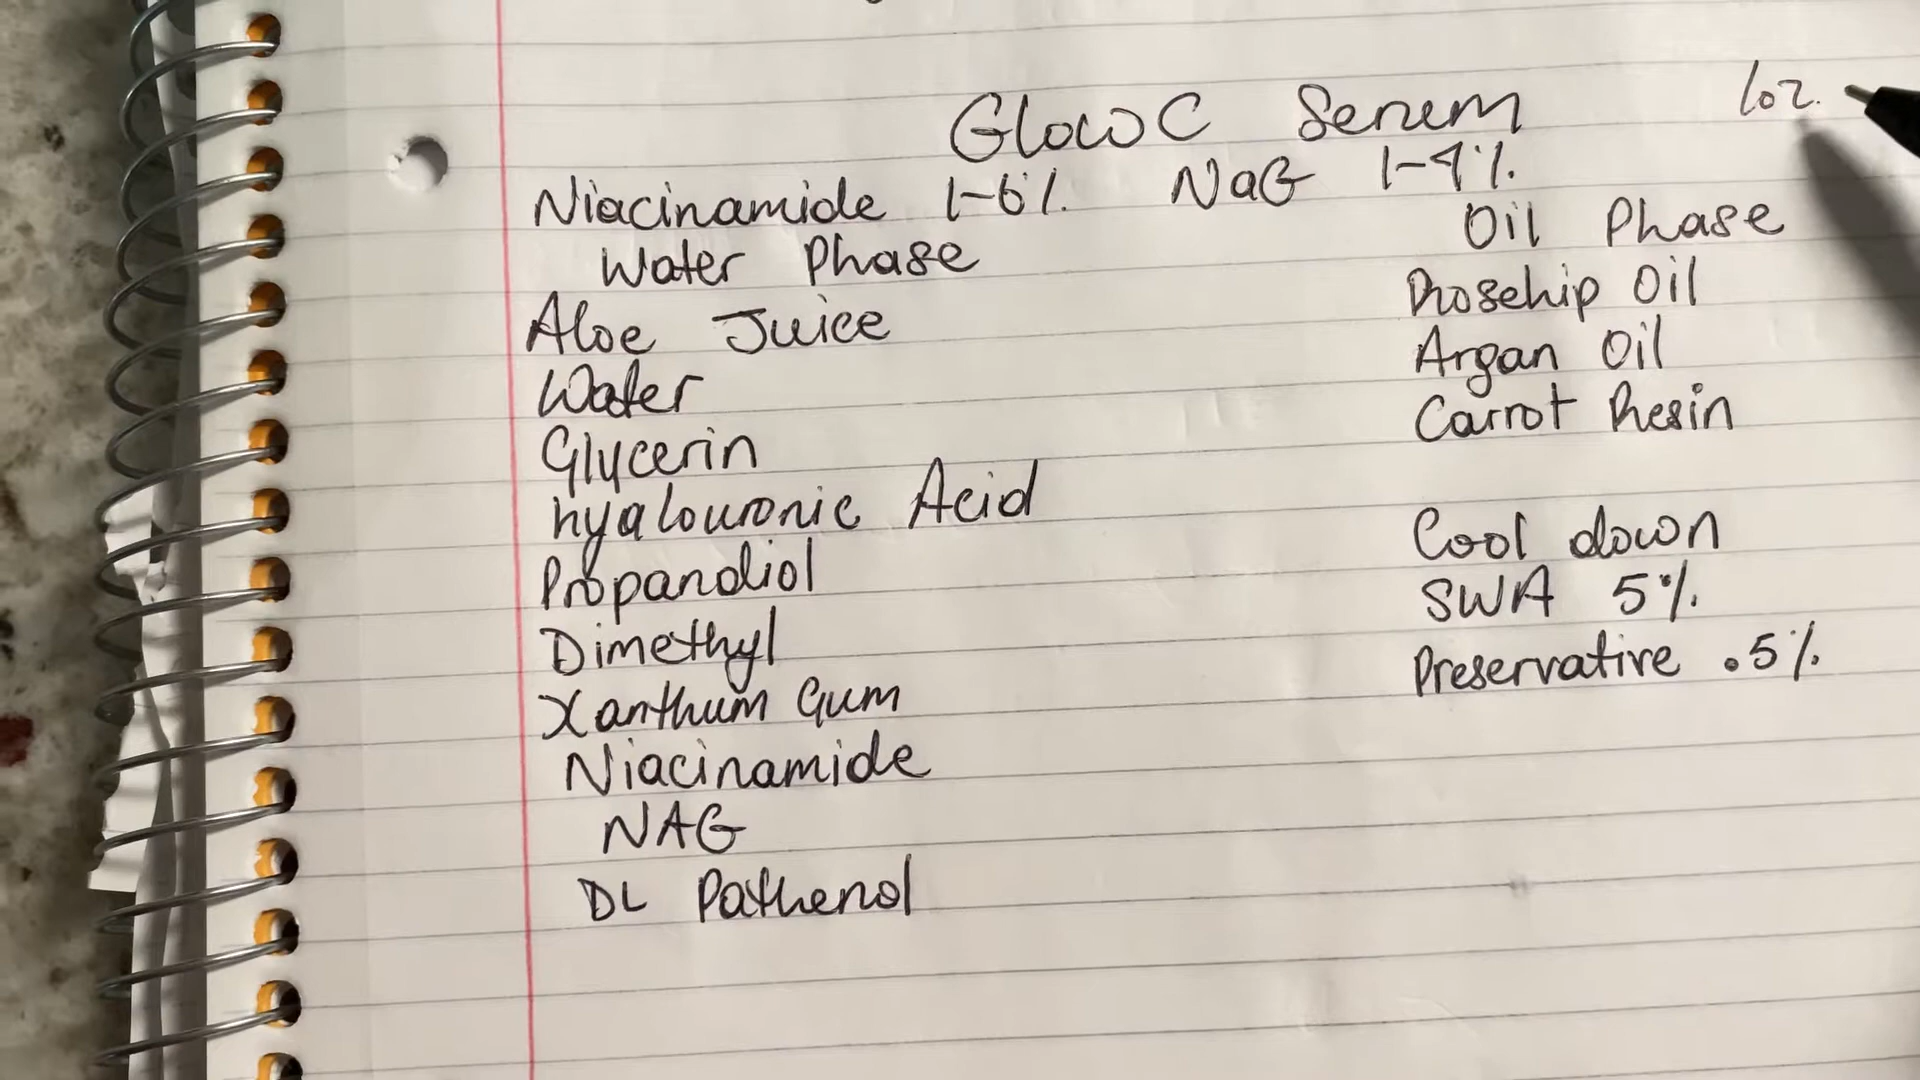 Glow C Serum 1oz.
Niacinamide 1-6%. NaG 1-4%.
Water Phase
Aloe Juice
Water
Glycerin
hyalouronic Acid
Propandiol
Dimethyl
Xanthum Gum
Niacinamide
NAG
DL Pathenol
Oil Phase
Rosehip Oil
Argan Oil
Carrot Resin
Cool down
SWA 5%.
Preservative .5%.